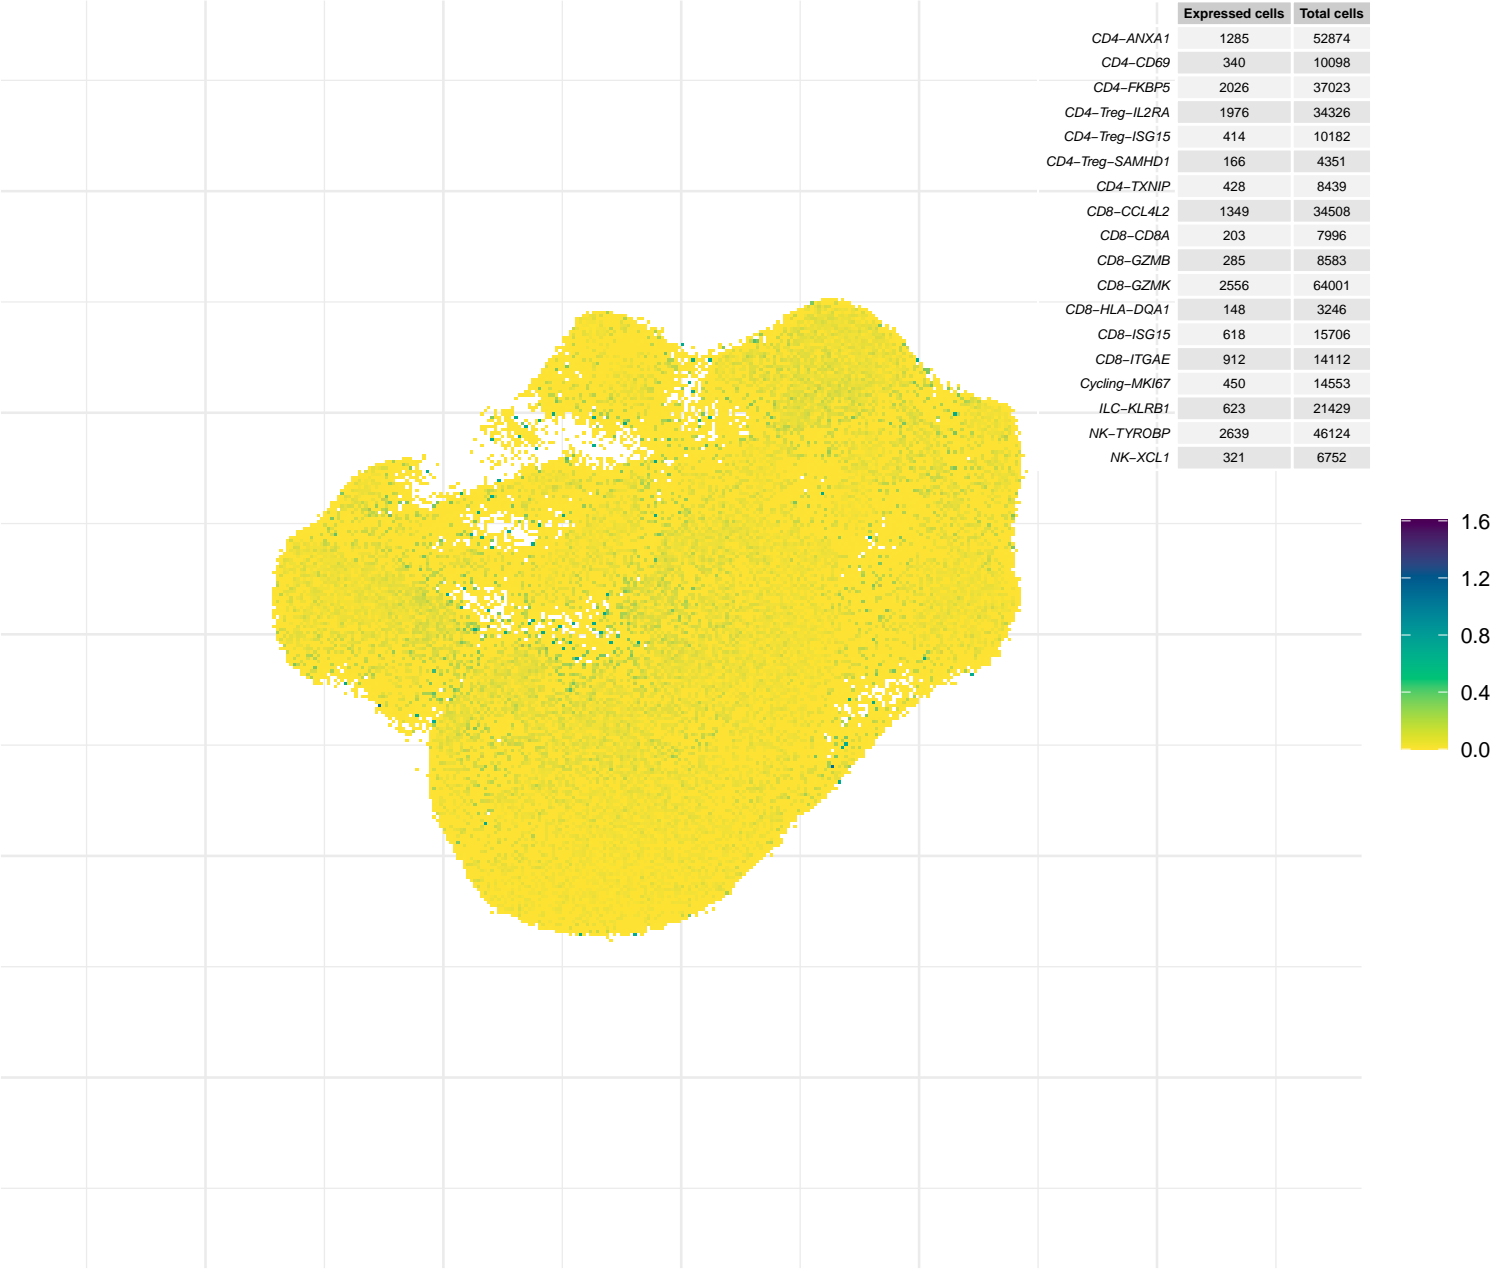 Expressed cells Total cells
CD4−ANXA1 1285 52874
CD4−CD69 340 10098
CD4−FKBP5 2026 37023
CD4−Treg−IL2RA 1976 34326
CD4−Treg−ISG15 414 10182
CD4−Treg−SAMHD1 166 4351
CD4−TXNIP 428 8439
CD8−CCL4L2 1349 34508
CD8−CD8A 203 7996
CD8−GZMB 285 8583
CD8−GZMK 2556 64001
CD8−HLA−DQA1 148 3246
CD8−ISG15 618 15706
CD8−ITGAE 912 14112
Cycling−MKI67 450 14553
ILC−KLRB1 623 21429
NK−TYROBP 2639 46124
NK−XCL1 321 6752
1.6
1.2
0.8
0.4
0.0